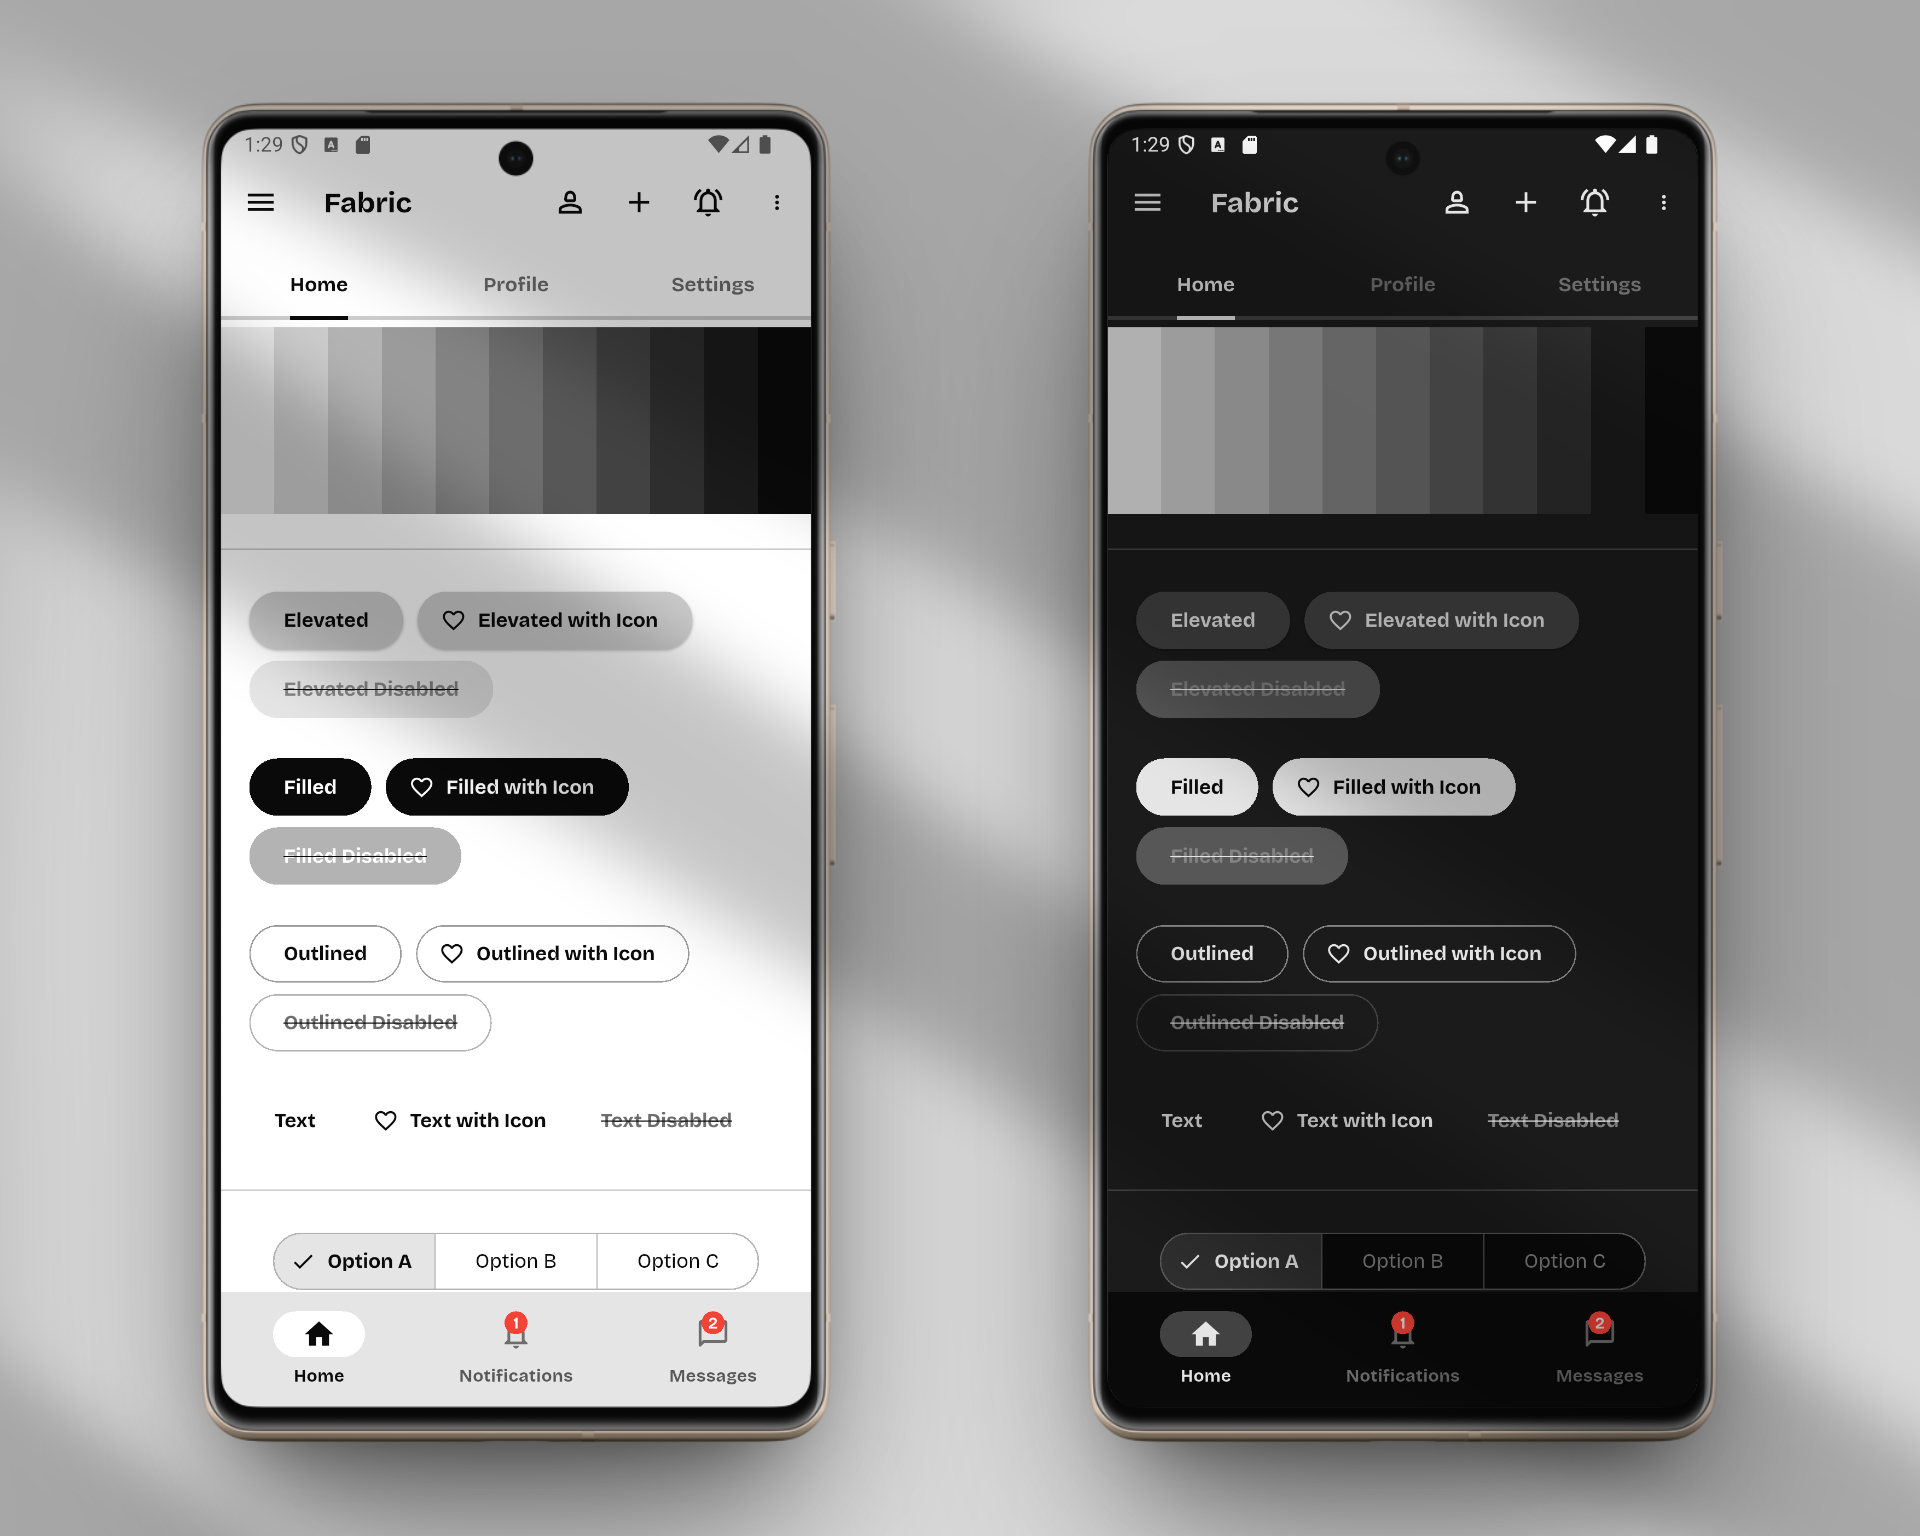 1:29
Fabric
Home Profile Settings
Elevated Elevated with Icon
Elevated Disabled
Filled Filled with Icon
Filled Disabled
Outlined Outlined with Icon
Outlined Disabled
Text Text with Icon Text Disabled
Option A Option B Option C
1 2
Home Notifications Messages
1:29
Fabric
Home Profile Settings
Elevated Elevated with Icon
Elevated Disabled
Filled Filled with Icon
Filled Disabled
Outlined Outlined with Icon
Outlined Disabled
Text Text with Icon Text Disabled
Option A Option B Option C
1 2
Home Notifications Messages